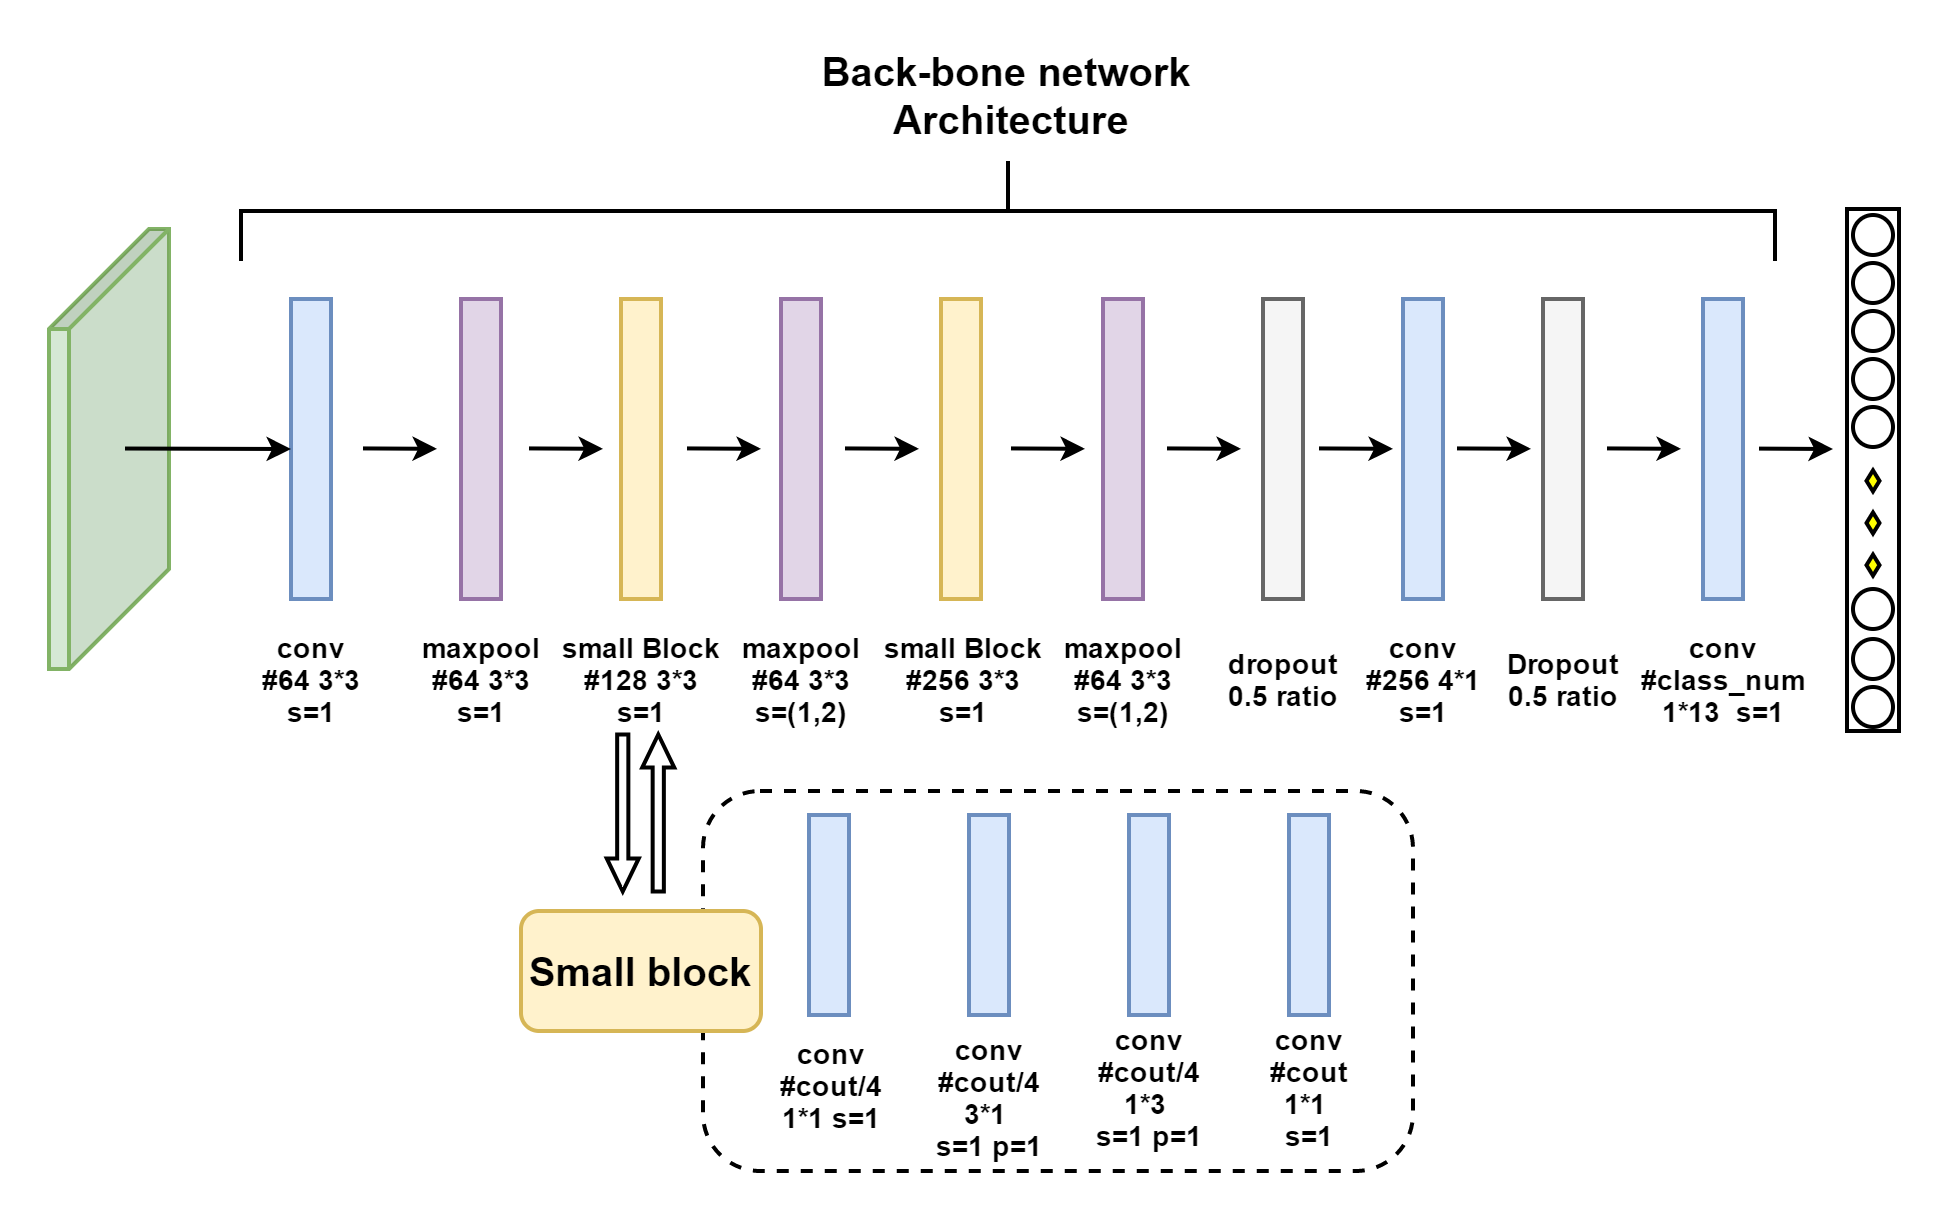 Back-bone network
Architecture
conv
#64 3*3
s=1
maxpool
#64 3*3
s=1
small Block
#128 3*3
s=1
maxpool
#64 3*3
s=(1,2)
small Block
#256 3*3
s=1
maxpool
#64 3*3
s=(1,2)
dropout
0.5 ratio
conv
#256 4*1
s=1
Dropout
0.5 ratio
conv
#class_num
1*13 s=1
Small block
conv
#cout/4
1*1 s=1
conv
#cout/4
3*1
s=1 p=1
conv
#cout/4
1*3
s=1 p=1
conv
#cout
1*1
s=1